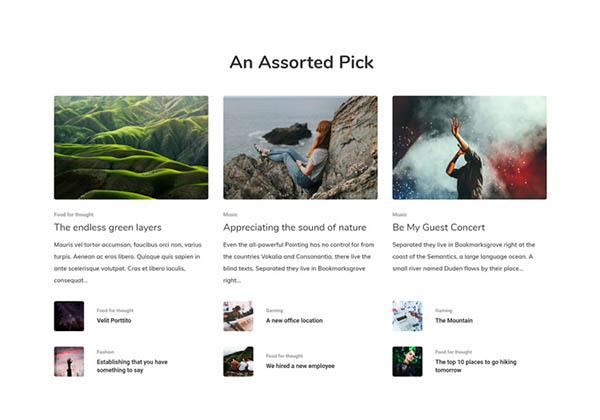 An Assorted Pick
Food for thought
The endless green layers
Mauris vel tortor accumsan, faucibus orci non, varius
turpis. Aenean ac eros libero. Quisque quis sapien in
ante scelerisque volutpat. Cras et libero iaculis,
consequat...
Food for thought
Velit Porttito
Fashion
Establishing that you have
something to say
Music
Appreciating the sound of nature
Even the all-powerful Pointing has no control for from
the countries Vokalia and Consonantia, there live the
blind texts. Separated they live in Bookmarksgrove
right...
Gaming
A new office location
Food for thought
We hired a new employee
Music
Be My Guest Concert
Separated they live in Bookmarksgrove right at the
coast of the Semantics, a large language ocean. A
small river named Duden flows by their place...
Gaming
The Mountain
Food for thought
The top 10 places to go hiking
tomorrow